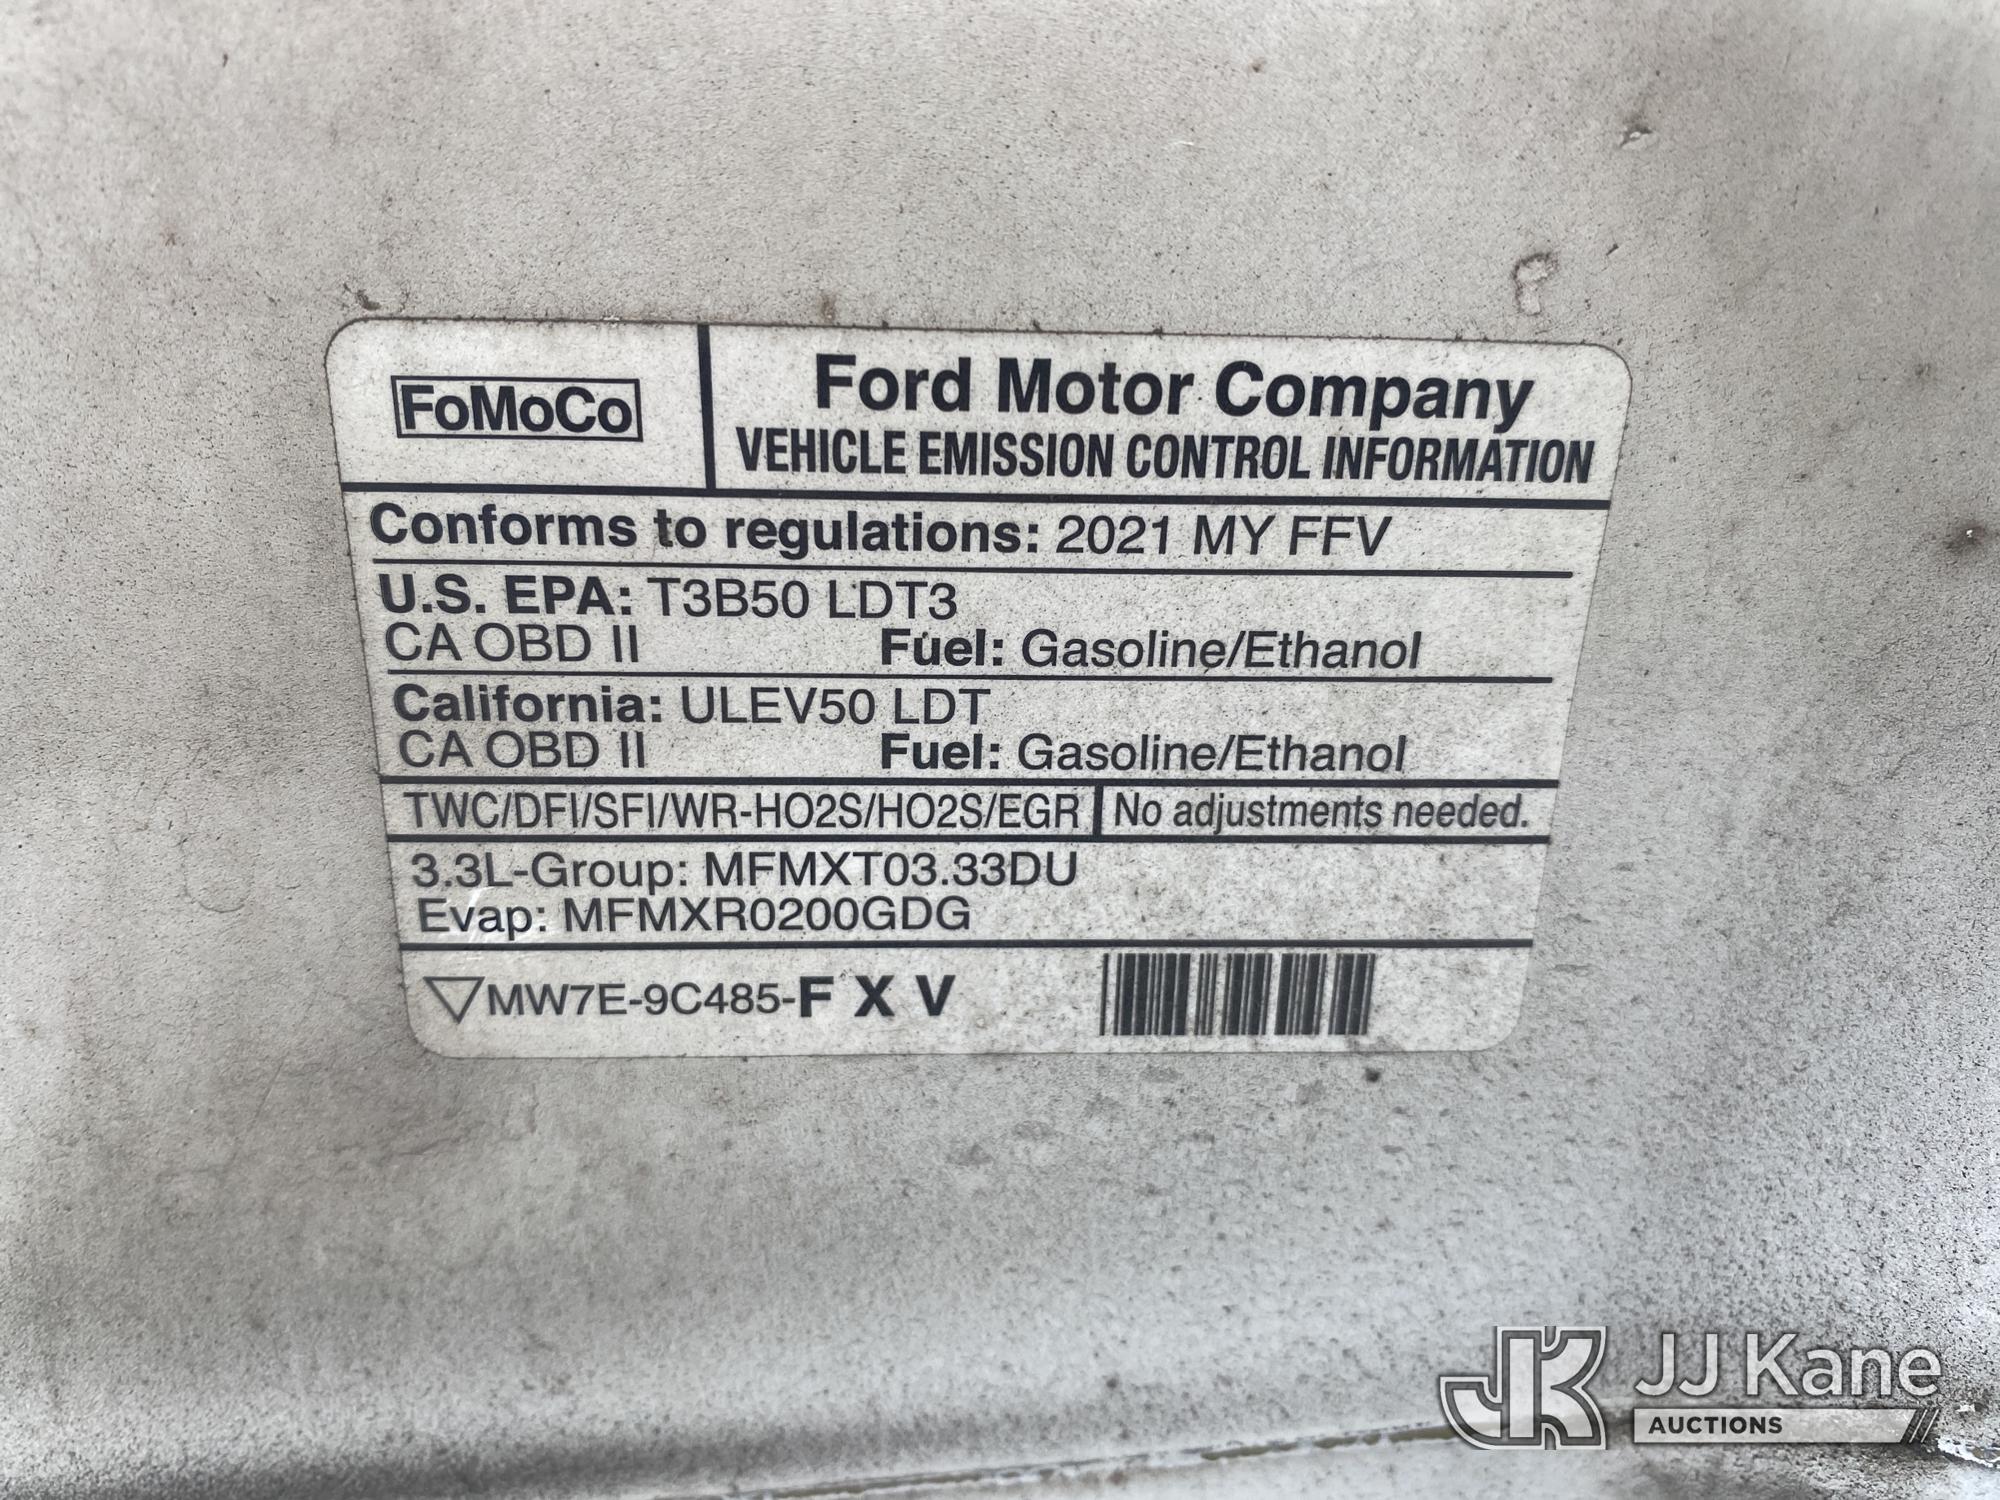 FoMoCo
Ford Motor Company
VEHICLE EMISSION CONTROL INFORMATION
Conforms to regulations: 2021 MY FFV
U.S. EPA: T3B50 LDT3
CA OBD II Fuel: Gasoline/Ethanol
California: ULEV50 LDT
CA OBD II Fuel: Gasoline/Ethanol
TWC/DFI/SFI/WR-HO2S/HO2S/EGR No adjustments needed.
3.3L-Group: MFMXT03.33DU
Evap: MFMXR0200GDG
MW7E-9C485-F X V
JK JJ Kane
AUCTIONS